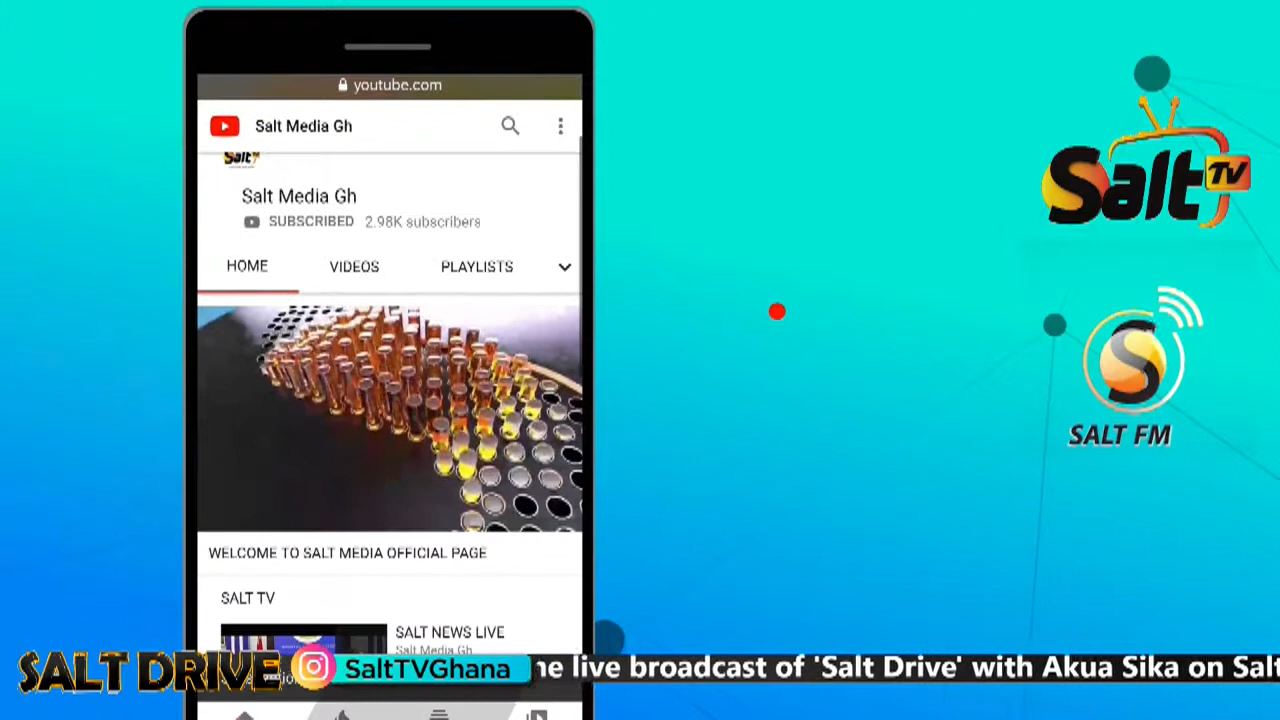 youtube.com
Salt Media Gh
Salt
Salt Media Gh
SUBSCRIBED 2.98K subscribers
HOME VIDEOS PLAYLISTS
WELCOME TO SALT MEDIA OFFICIAL PAGE
SALT TV
SALT NEWS LIVE
Salt Media Gh
Salt TV
S
SALT FM
SALT DRIVE
SaltTVGhana
he live broadcast of 'Salt Drive' with Akua Sika on Salt